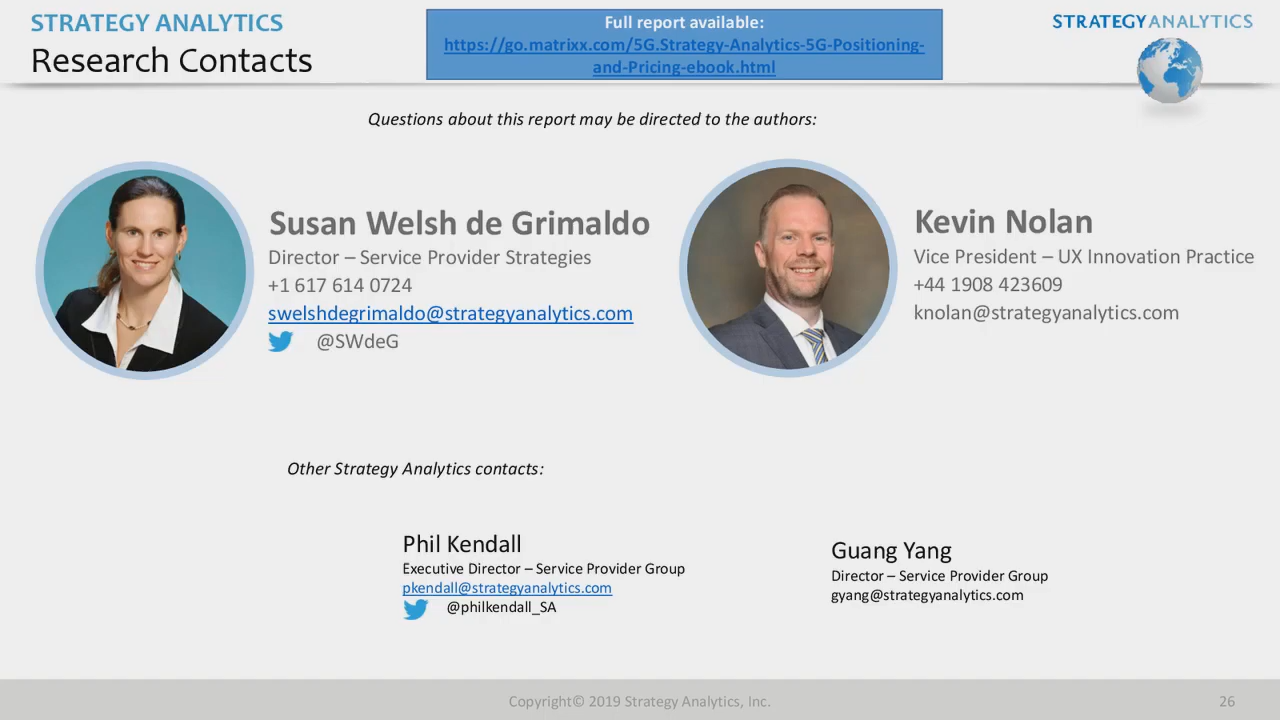 STRATEGY ANALYTICS
Research Contacts
Full report available:
https://go.matrixx.com/5G.Strategy-Analytics-5G-Positioning-
and-Pricing-ebook.html
STRATEGYANALYTICS
Questions about this report may be directed to the authors:
Susan Welsh de Grimaldo
Director – Service Provider Strategies
+1 617 614 0724
swelshdegrimaldo@strategyanalytics.com
@SWdeG
Kevin Nolan
Vice President – UX Innovation Practice
+44 1908 423609
knolan@strategyanalytics.com
Other Strategy Analytics contacts:
Phil Kendall
Executive Director – Service Provider Group
pkendall@strategyanalytics.com
@philkendall_SA
Guang Yang
Director – Service Provider Group
gyang@strategyanalytics.com
Copyright© 2019 Strategy Analytics, Inc.
26